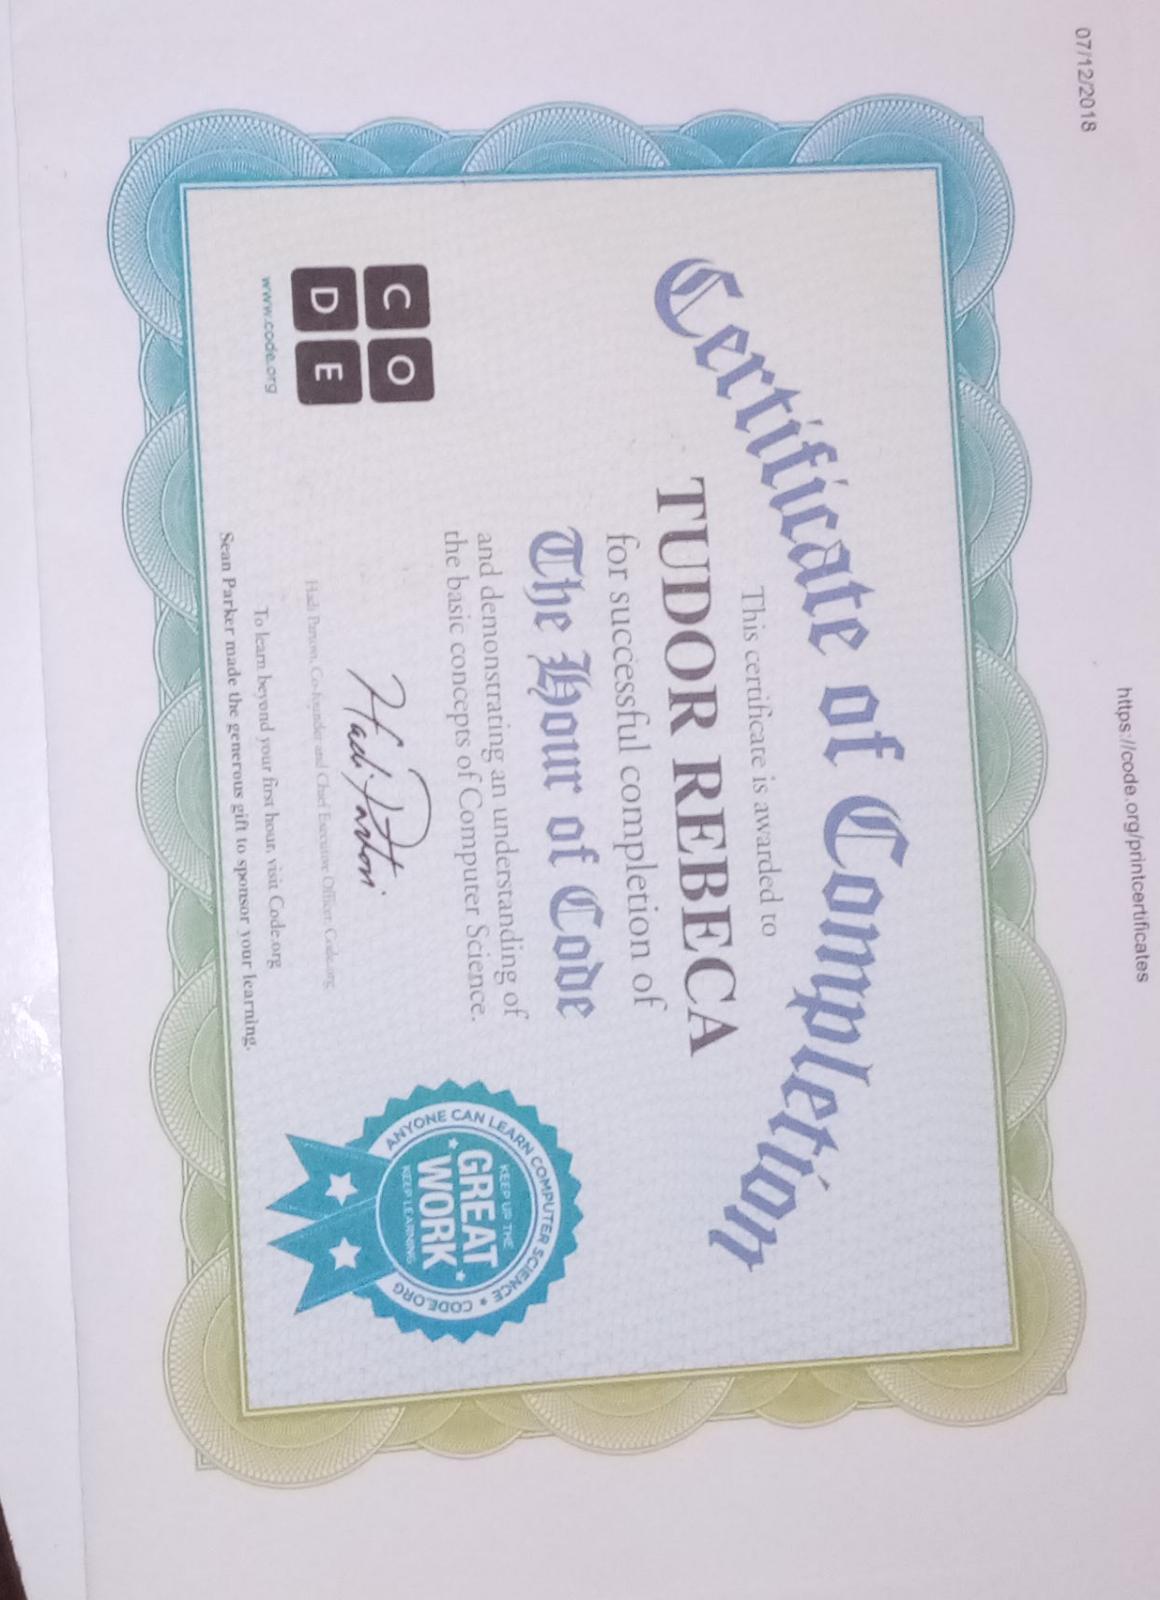 07/12/2018
https://code.org/printcertificates
Certificate of Completion
This certificate is awarded to
TUDOR REBECA
for successful completion of
The Hour of Code
and demonstrating an understanding of
the basic concepts of Computer Science.
C O
D E
www.code.org
Hadi Partovi
Hadi Partovi, Co-founder and Chief Executive Officer, Code.org
To learn beyond your first hour, visit Code.org
Sean Parker made the generous gift to sponsor your learning.
ANYONE CAN LEARN COMPUTER SCIENCE • CODE.ORG
KEEP UP THE
GREAT
WORK
KEEP LEARNING